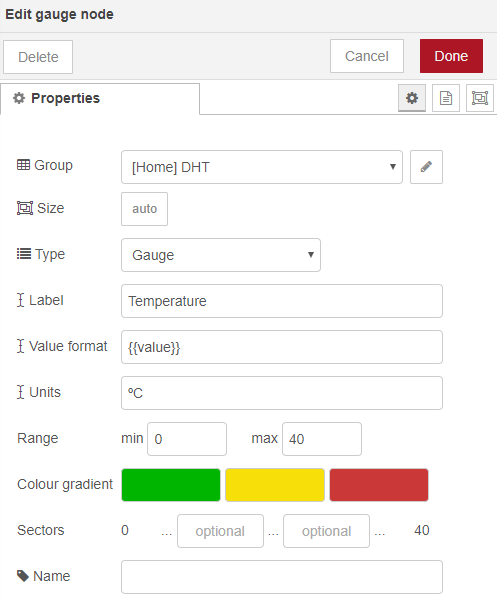 Edit gauge node
Delete Cancel Done
Properties
Group [Home] DHT
Size auto
Type Gauge
Label Temperature
Value format {{value}}
Units ºC
Range min 0 max 40
Colour gradient
Sectors 0 ... optional ... optional ... 40
Name